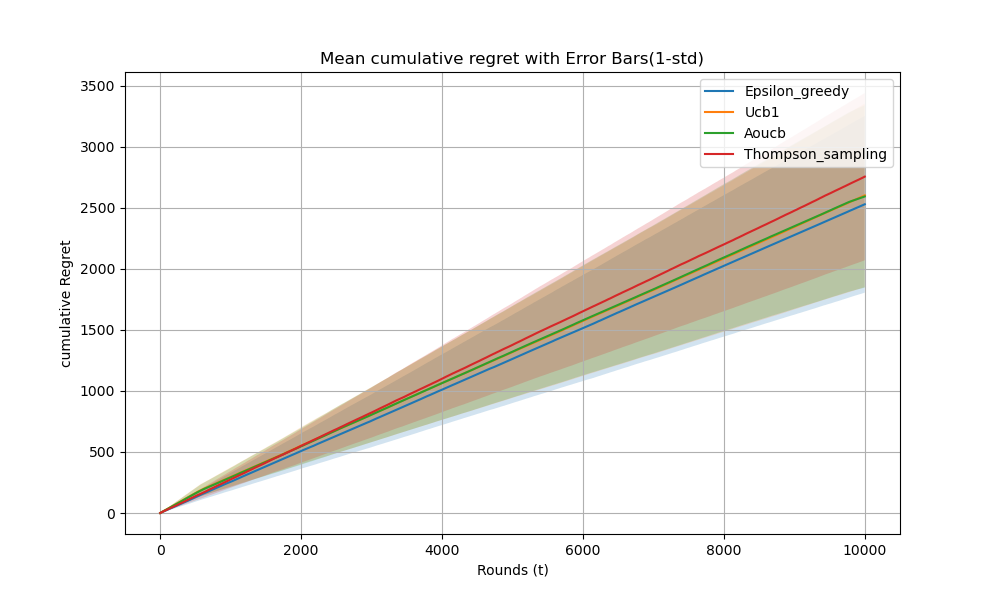 Mean cumulative regret with Error Bars(1-std)
Epsilon_greedy
Ucb1
Aoucb
Thompson_sampling
3500
3000
2500
2000
1500
1000
500
0
cumulative Regret
0 2000 4000 6000 8000 10000
Rounds (t)